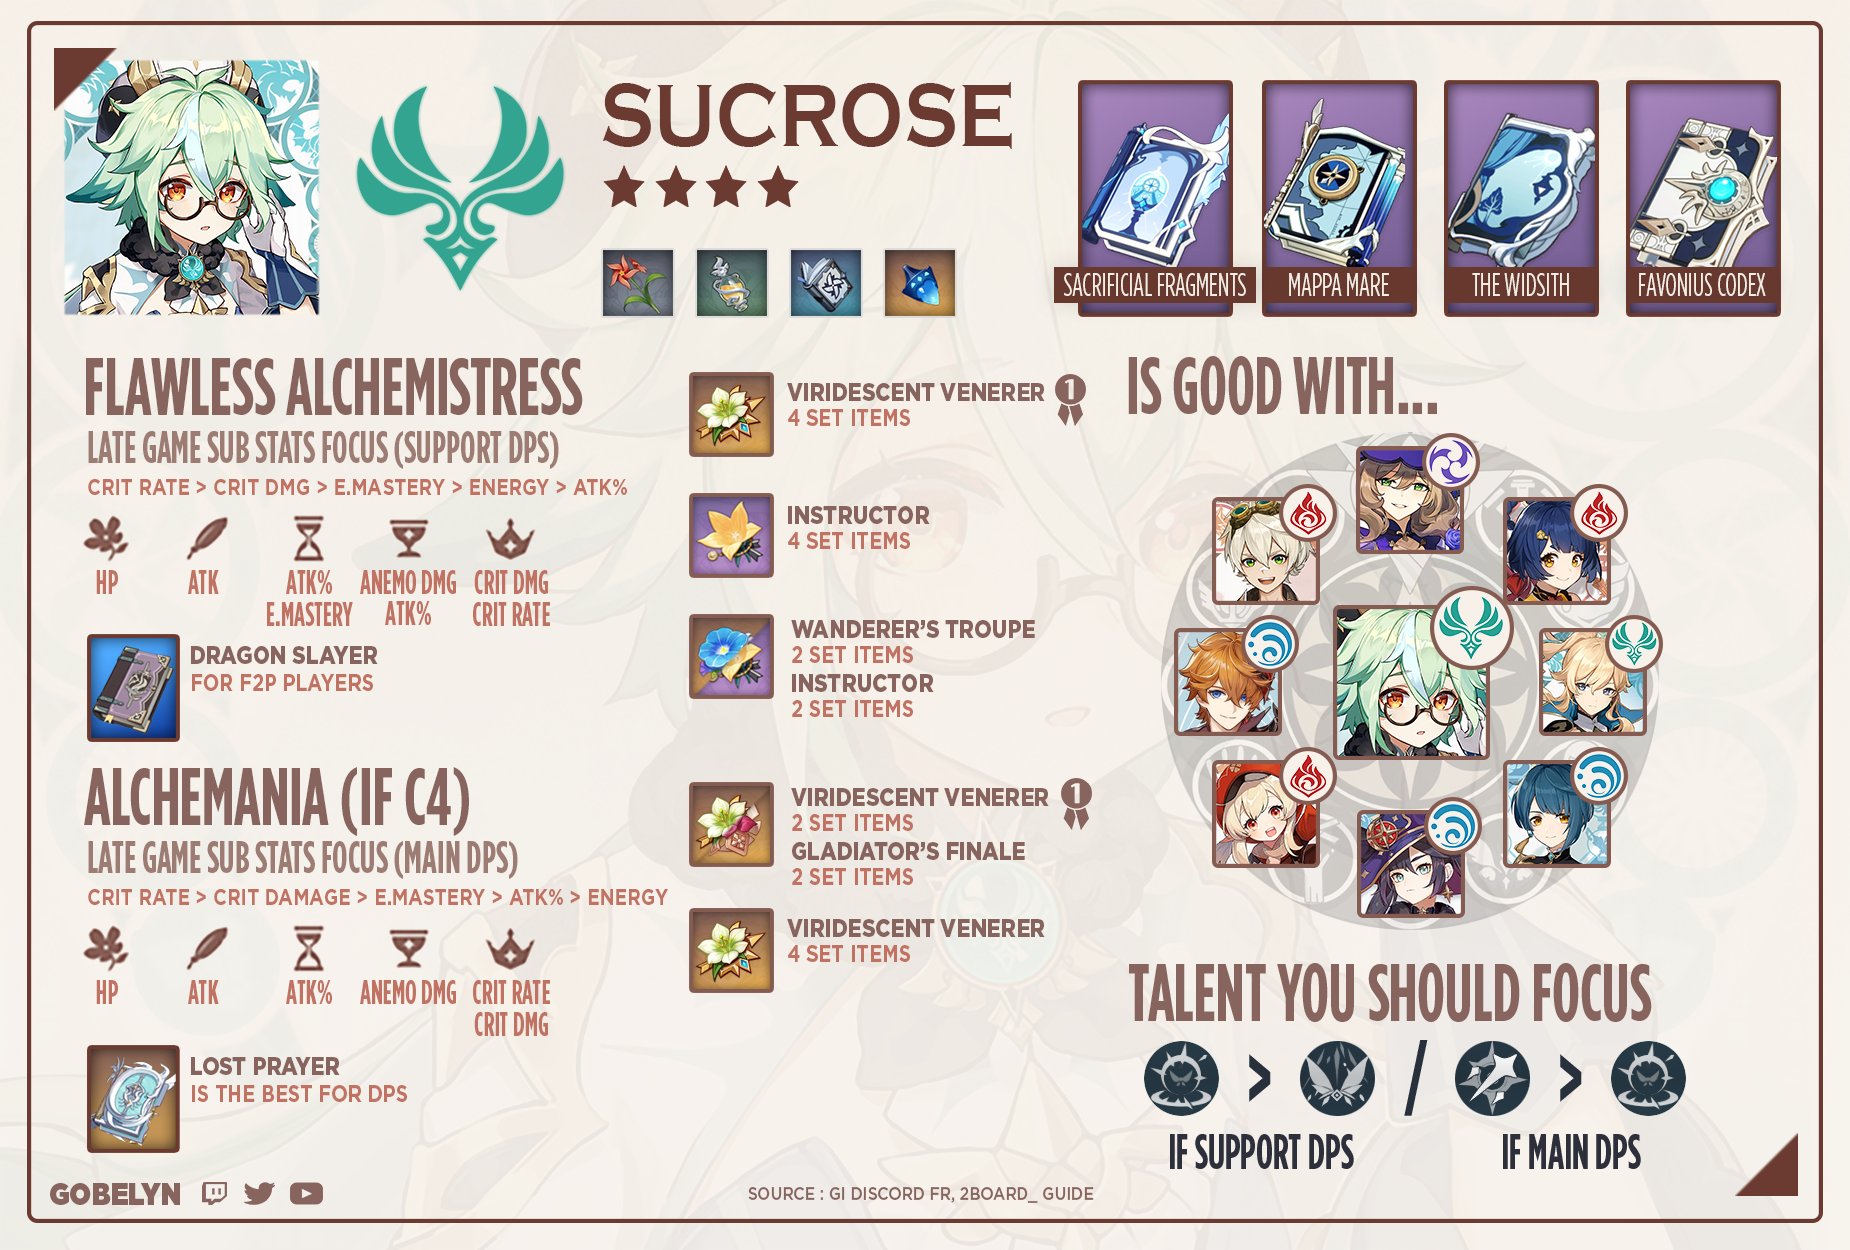 SUCROSE
SACRIFICIAL FRAGMENTS
MAPPA MARE
THE WIDSITH
FAVONIUS CODEX
FLAWLESS ALCHEMISTRESS
LATE GAME SUB STATS FOCUS (SUPPORT DPS)
CRIT RATE > CRIT DMG > E.MASTERY > ENERGY > ATK%
HP
ATK
ATK%
E.MASTERY
ANEMO DMG
ATK%
CRIT DMG
CRIT RATE
DRAGON SLAYER
FOR F2P PLAYERS
VIRIDESCENT VENERER
1
4 SET ITEMS
INSTRUCTOR
4 SET ITEMS
WANDERER'S TROUPE
2 SET ITEMS
INSTRUCTOR
2 SET ITEMS
ALCHEMANIA (IF C4)
LATE GAME SUB STATS FOCUS (MAIN DPS)
CRIT RATE > CRIT DAMAGE > E.MASTERY > ATK% > ENERGY
HP
ATK
ATK%
ANEMO DMG
CRIT RATE
CRIT DMG
LOST PRAYER
IS THE BEST FOR DPS
VIRIDESCENT VENERER
1
2 SET ITEMS
GLADIATOR'S FINALE
2 SET ITEMS
VIRIDESCENT VENERER
4 SET ITEMS
IS GOOD WITH...
TALENT YOU SHOULD FOCUS
> / >
IF SUPPORT DPS
IF MAIN DPS
GOBELYN
SOURCE : GI DISCORD FR, 2BOARD_ GUIDE